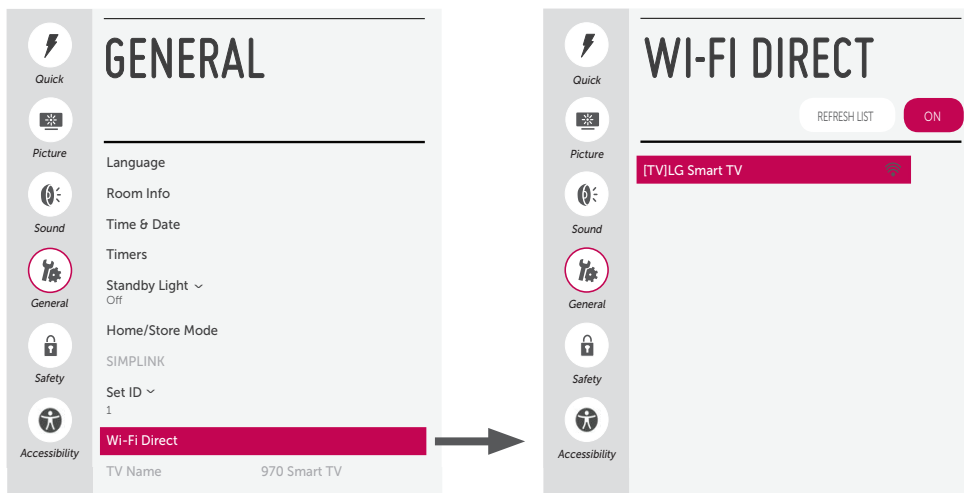 GENERAL
Quick
Picture
Sound
General
Safety
Accessibility
Language
Room Info
Time & Date
Timers
Standby Light
Off
Home/Store Mode
SIMPLINK
Set ID
1
Wi-Fi Direct
TV Name 970 Smart TV
WI-FI DIRECT
Quick
Picture
Sound
General
Safety
Accessibility
REFRESH LIST ON
[TV]LG Smart TV